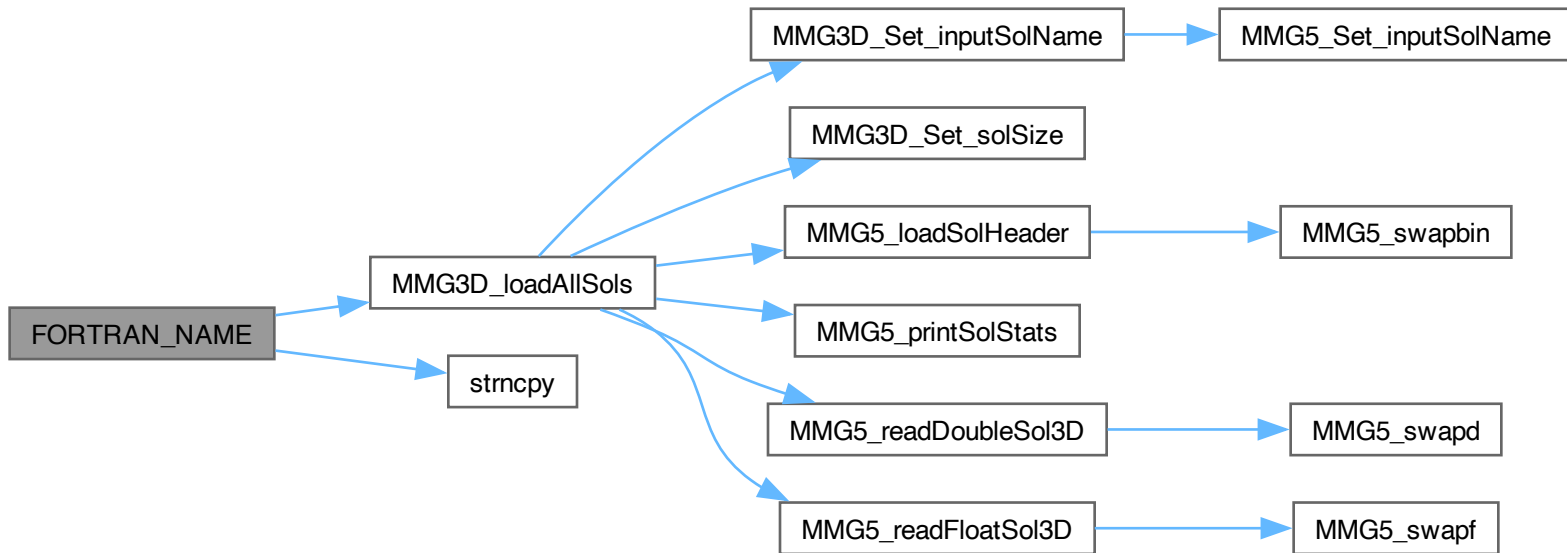 FORTRAN_NAME
MMG3D_loadAllSols
strncpy
MMG3D_Set_inputSolName
MMG3D_Set_solSize
MMG5_loadSolHeader
MMG5_printSolStats
MMG5_readDoubleSol3D
MMG5_readFloatSol3D
MMG5_Set_inputSolName
MMG5_swapbin
MMG5_swapd
MMG5_swapf